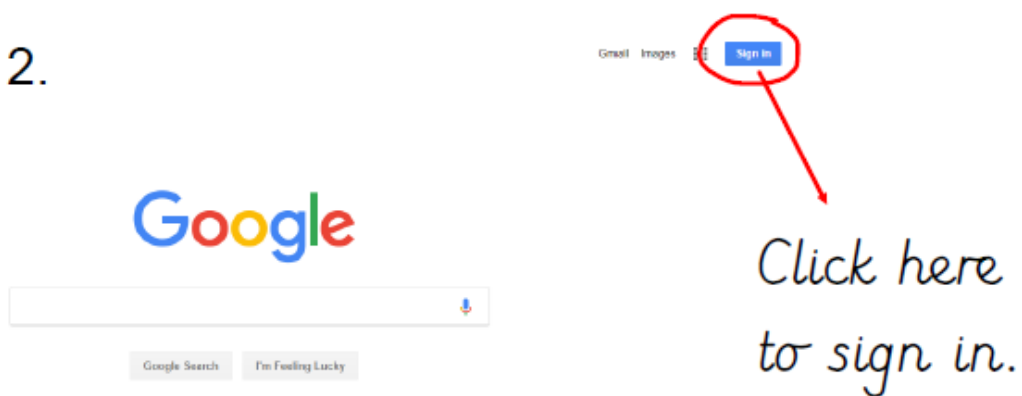 2.
Gmail Images
Sign in
Google
Google Search I'm Feeling Lucky
Click here
to sign in.